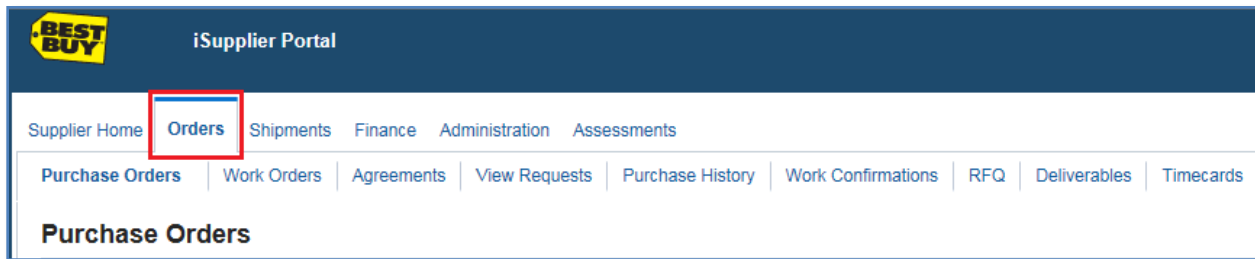 BEST BUY iSupplier Portal
Supplier Home Orders Shipments Finance Administration Assessments
Purchase Orders Work Orders Agreements View Requests Purchase History Work Confirmations RFQ Deliverables Timecards
Purchase Orders